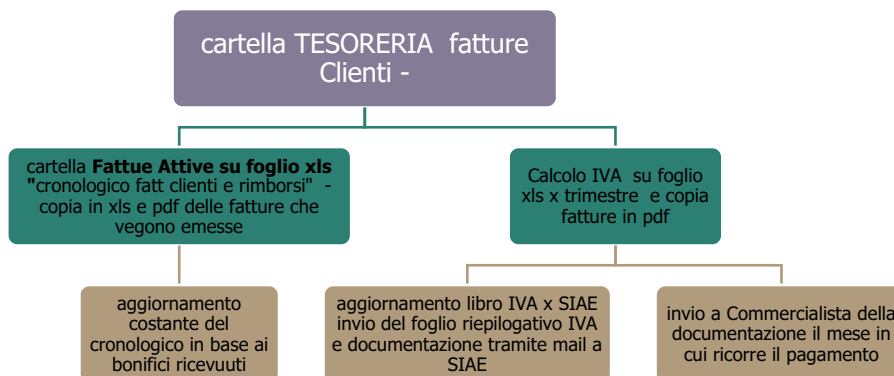 cartella TESORERIA fatture
Clienti -
cartella Fattue Attive su foglio xls
"cronologico fatt clienti e rimborsi" -
copia in xls e pdf delle fatture che
vegono emesse
Calcolo IVA su foglio
xls x trimestre e copia
fatture in pdf
aggiornamento
costante del
cronologico in base ai
bonifici ricevuuti
aggiornamento libro IVA x SIAE
invio del foglio riepilogativo IVA
e documentazione tramite mail a
SIAE
invio a Commercialista della
documentazione il mese in
cui ricorre il pagamento